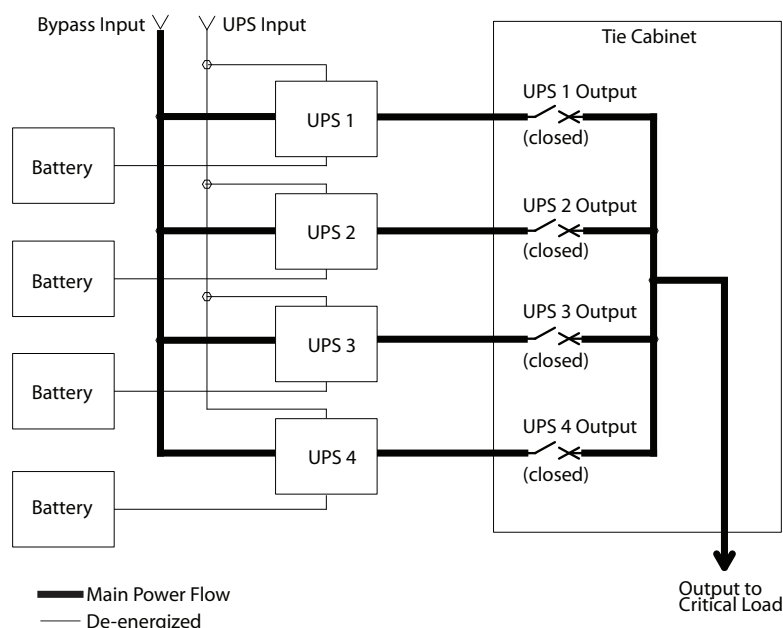 Bypass Input
UPS Input
Tie Cabinet
UPS 1
UPS 1 Output
(closed)
Battery
UPS 2
UPS 2 Output
(closed)
Battery
UPS 3
UPS 3 Output
(closed)
Battery
UPS 4
UPS 4 Output
(closed)
Battery
Main Power Flow
De-energized
Output to
Critical Load